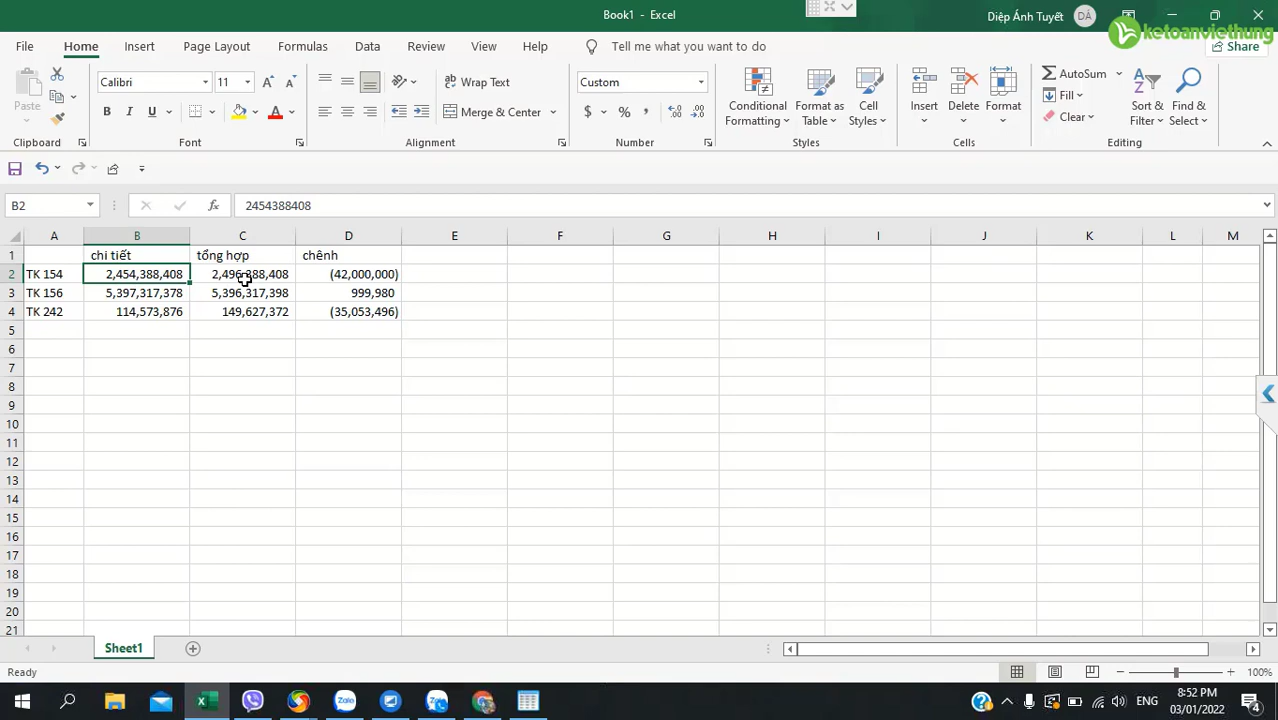 Book1 - Excel
Diệp Ánh Tuyết
DÁ
ketoanviethung
File Home Insert Page Layout Formulas Data Review View Help Tell me what you want to do Share
Paste
Calibri 11
Wrap Text
Custom
Conditional Formatting
Format as Table
Cell Styles
Insert Delete Format
AutoSum
Fill
Clear
Sort & Filter
Find & Select
B I U
Merge & Center
$ % ,
Clipboard Font Alignment Number Styles Cells Editing
B2 fx 2454388408
A B C D E F G H I J K L M
1 chi tiết tổng hợp chênh
2 TK 154 2,454,388,408 2,496,388,408 (42,000,000)
3 TK 156 5,397,317,378 5,396,317,398 999,980
4 TK 242 114,573,876 149,627,372 (35,053,496)
5
6
7
8
9
10
11
12
13
14
15
16
17
18
19
20
21
Sheet1
Ready 100%
Zalo Zalo ENG 8:52 PM
03/01/2022
4